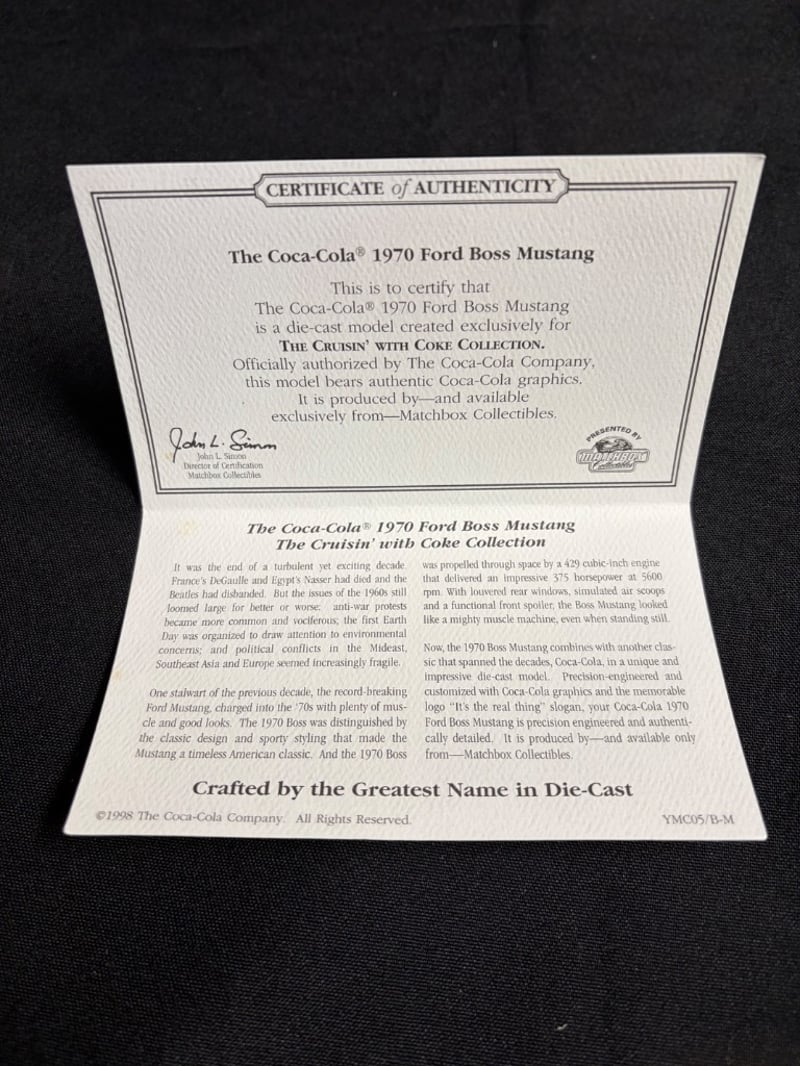 CERTIFICATE of AUTHENTICITY
The Coca-Cola® 1970 Ford Boss Mustang
This is to certify that
The Coca-Cola® 1970 Ford Boss Mustang
is a die-cast model created exclusively for
THE CRUISIN' WITH COKE COLLECTION.
Officially authorized by The Coca-Cola Company,
this model bears authentic Coca-Cola graphics.
It is produced by—and available
exclusively from—Matchbox Collectibles.
John L. Simon
John L. Simon
Director of Certification
Matchbox Collectibles
PRESENTED BY
MATCHBOX
Collectibles
The Coca-Cola® 1970 Ford Boss Mustang
The Cruisin' with Coke Collection
It was the end of a turbulent yet exciting decade.
France's DeGaulle and Egypt's Nasser had died and the
Beatles had disbanded. But the issues of the 1960s still
loomed large for better or worse: anti-war protests
became more common and vociferous; the first Earth
Day was organized to draw attention to environmental
concerns; and political conflicts in the Mideast,
Southeast Asia and Europe seemed increasingly fragile.
One stalwart of the previous decade, the record-breaking
Ford Mustang, charged into the '70s with plenty of mus-
cle and good looks. The 1970 Boss was distinguished by
the classic design and sporty styling that made the
Mustang a timeless American classic. And the 1970 Boss
was propelled through space by a 429 cubic-inch engine
that delivered an impressive 375 horsepower at 5600
rpm. With louvered rear windows, simulated air scoops
and a functional front spoiler, the Boss Mustang looked
like a mighty muscle machine, even when standing still.
Now, the 1970 Boss Mustang combines with another clas-
sic that spanned the decades, Coca-Cola, in a unique and
impressive die-cast model. Precision-engineered and
customized with Coca-Cola graphics and the memorable
logo "It's the real thing" slogan, your Coca-Cola 1970
Ford Boss Mustang is precision engineered and authenti-
cally detailed. It is produced by—and available only
from—Matchbox Collectibles.
Crafted by the Greatest Name in Die-Cast
©1998 The Coca-Cola Company. All Rights Reserved.
YMC05/B-M